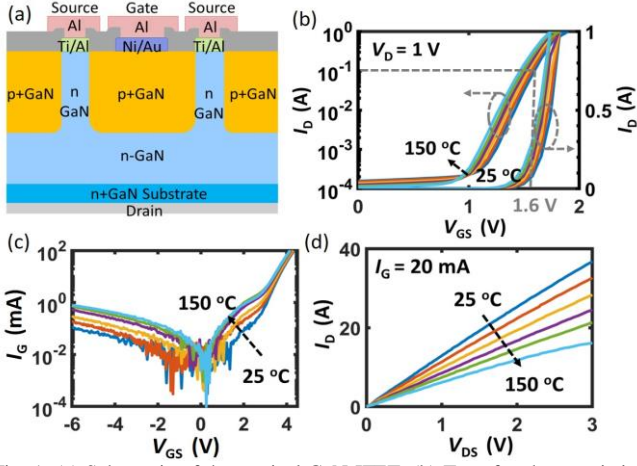 (a) Source Gate Source
Al Al Al
Ti/Al Ni/Au Ti/Al
p+GaN n GaN p+GaN n GaN p+GaN
n-GaN
n+GaN Substrate
Drain
(b)
V_D = 1 V
150 °C
25 °C
1.6 V
10^0
10^-1
10^-2
10^-3
10^-4
I_D (A)
1
0.5
0
I_D (A)
0 1 2
V_GS (V)
(c)
150 °C
25 °C
10^2
10^0
10^-2
10^-4
I_G (mA)
-6 -4 -2 0 2 4
V_GS (V)
(d)
I_G = 20 mA
25 °C
150 °C
40
20
0
I_D (A)
0 1 2 3
V_DS (V)